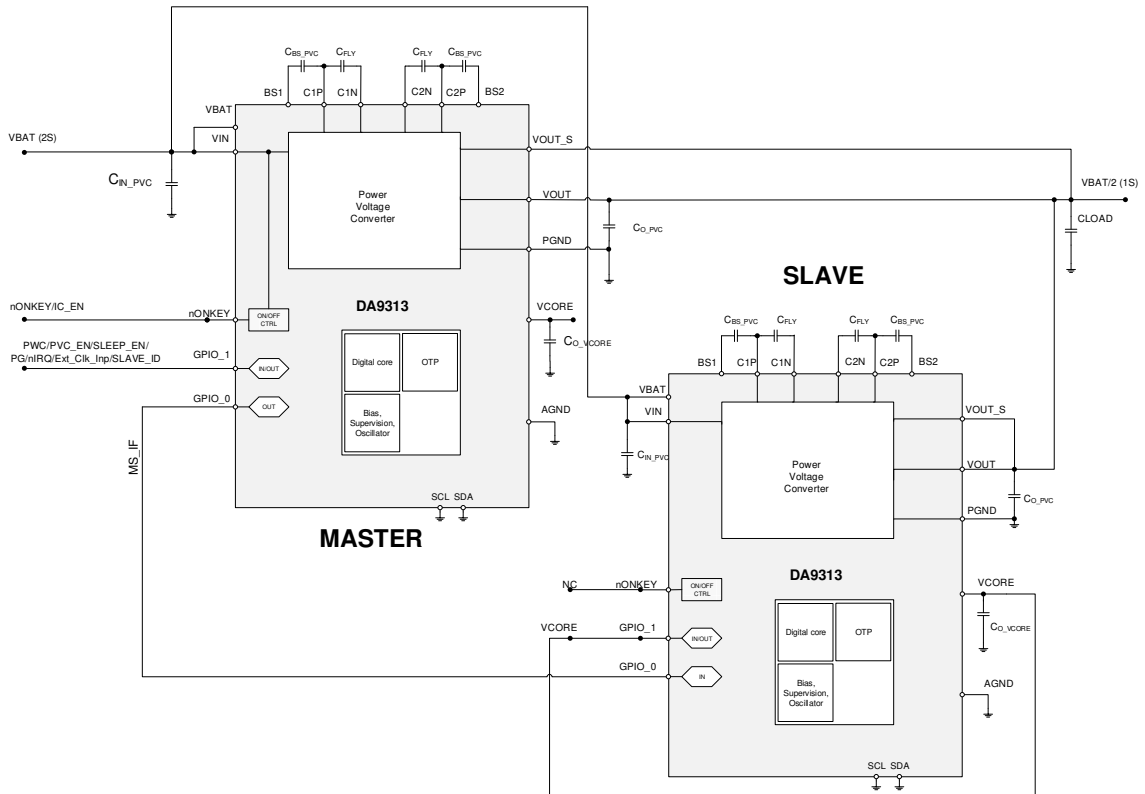 CBS_PVC CFLY CFLY CBS_PVC
BS1 C1P C1N C2N C2P BS2
VBAT
VBAT (2S)
VIN
CIN_PVC
VOUT_S
VOUT
PGND
Power
Voltage
Converter
CO_PVC
VBAT/2 (1S)
CLOAD
DA9313
nONKEY/IC_EN
nONKEY
ON/OFF
CTRL
VCORE
CO_VCORE
PWC/PVC_EN/SLEEP_EN/
PG/nIRQ/Ext_Clk_Inp/SLAVE_ID
GPIO_1
IN/OUT
GPIO_0
OUT
Digital core
OTP
Bias,
Supervision,
Oscillator
AGND
MS_IF
SCL SDA
MASTER
SLAVE
CBS_PVC CFLY CFLY CBS_PVC
BS1 C1P C1N C2N C2P BS2
VBAT
VIN
CIN_PVC
VOUT_S
VOUT
PGND
Power
Voltage
Converter
CO_PVC
DA9313
NC
nONKEY
ON/OFF
CTRL
VCORE
CO_VCORE
VCORE
GPIO_1
IN/OUT
GPIO_0
IN
Digital core
OTP
Bias,
Supervision,
Oscillator
AGND
SCL SDA